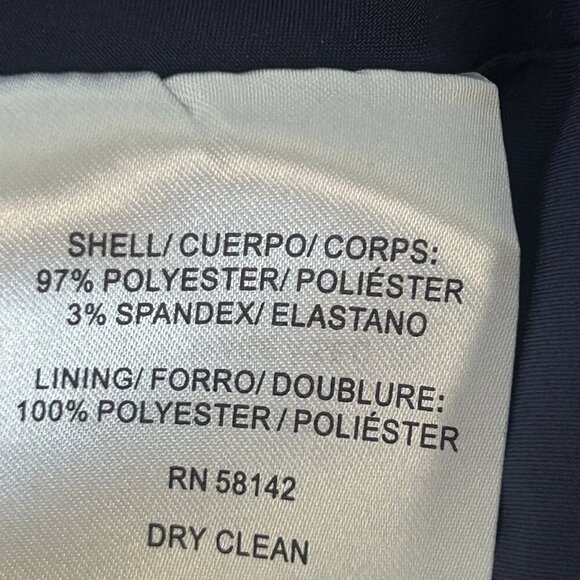 SHELL/ CUERPO/ CORPS:
97% POLYESTER/ POLIÉSTER
3% SPANDEX/ ELASTANO
LINING/ FORRO/ DOUBLURE:
100% POLYESTER / POLIÉSTER
RN 58142
DRY CLEAN